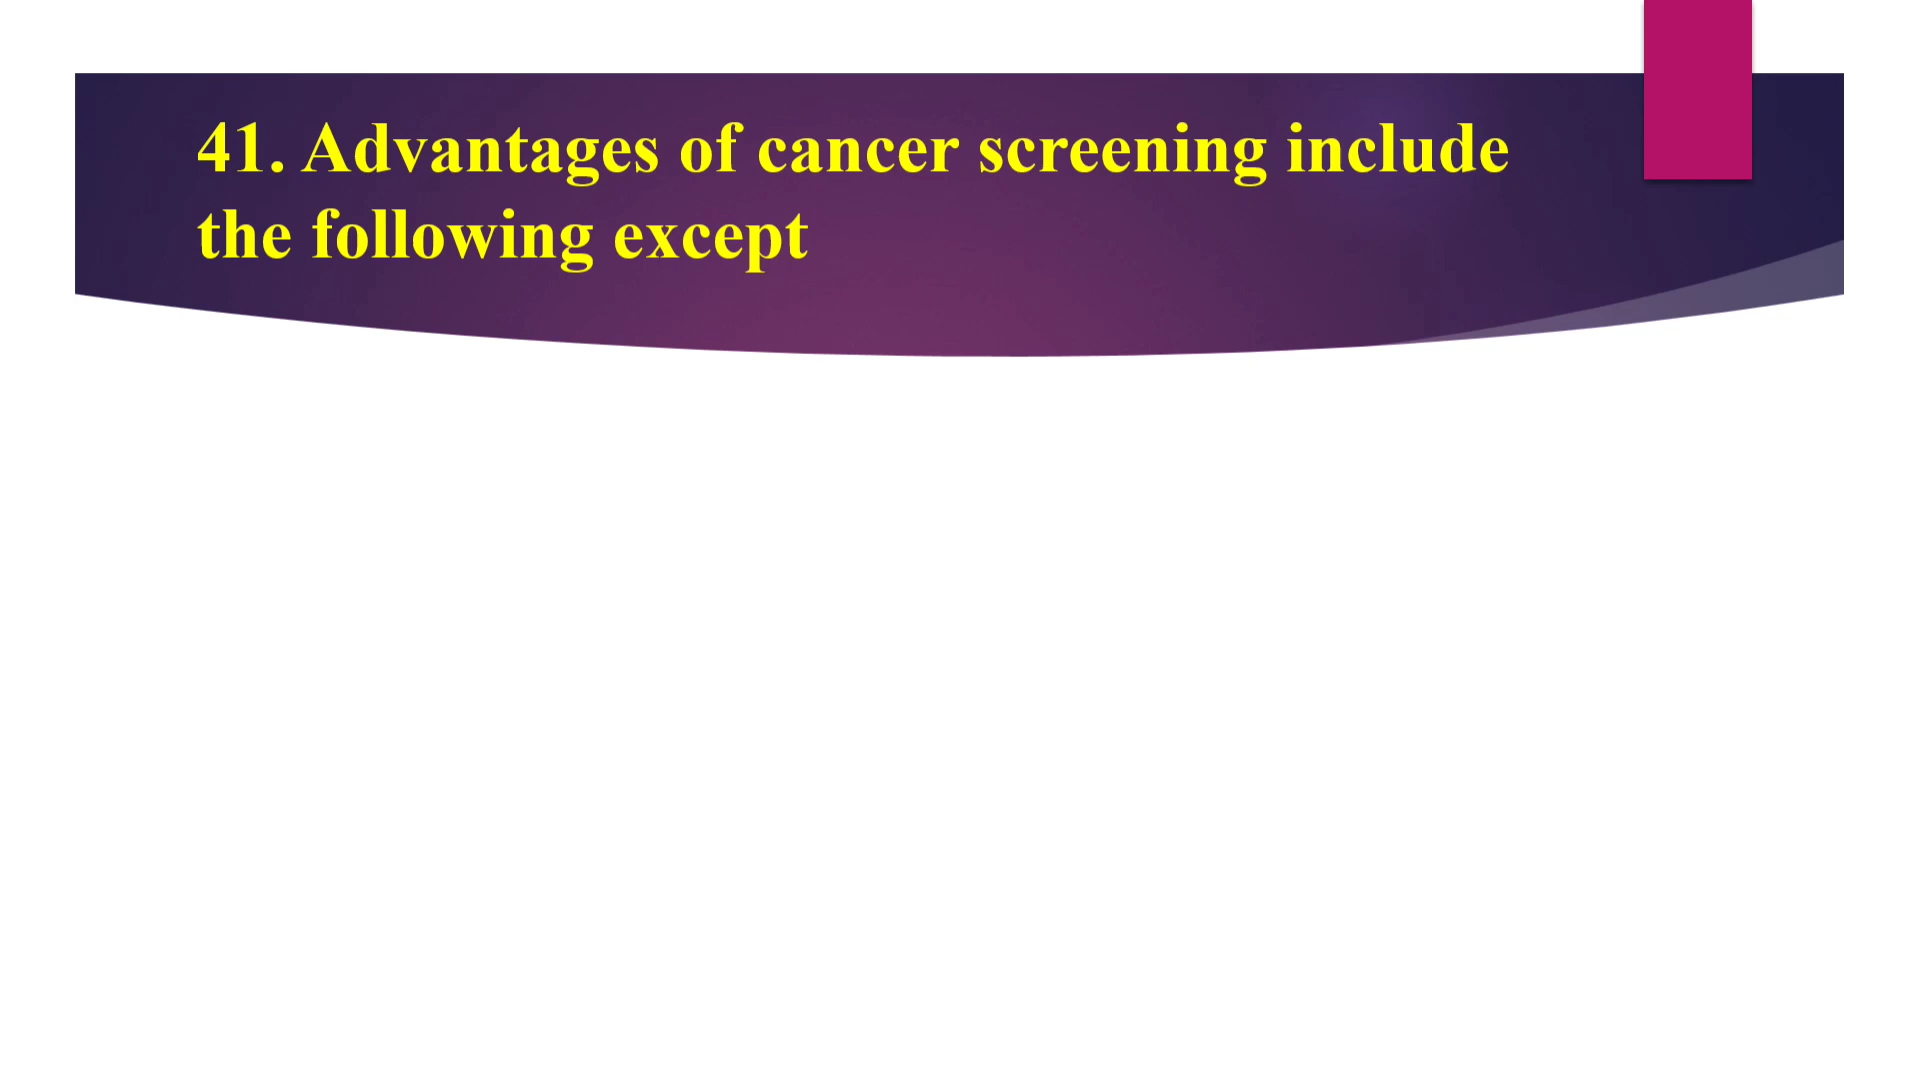 41. Advantages of cancer screening include
the following except